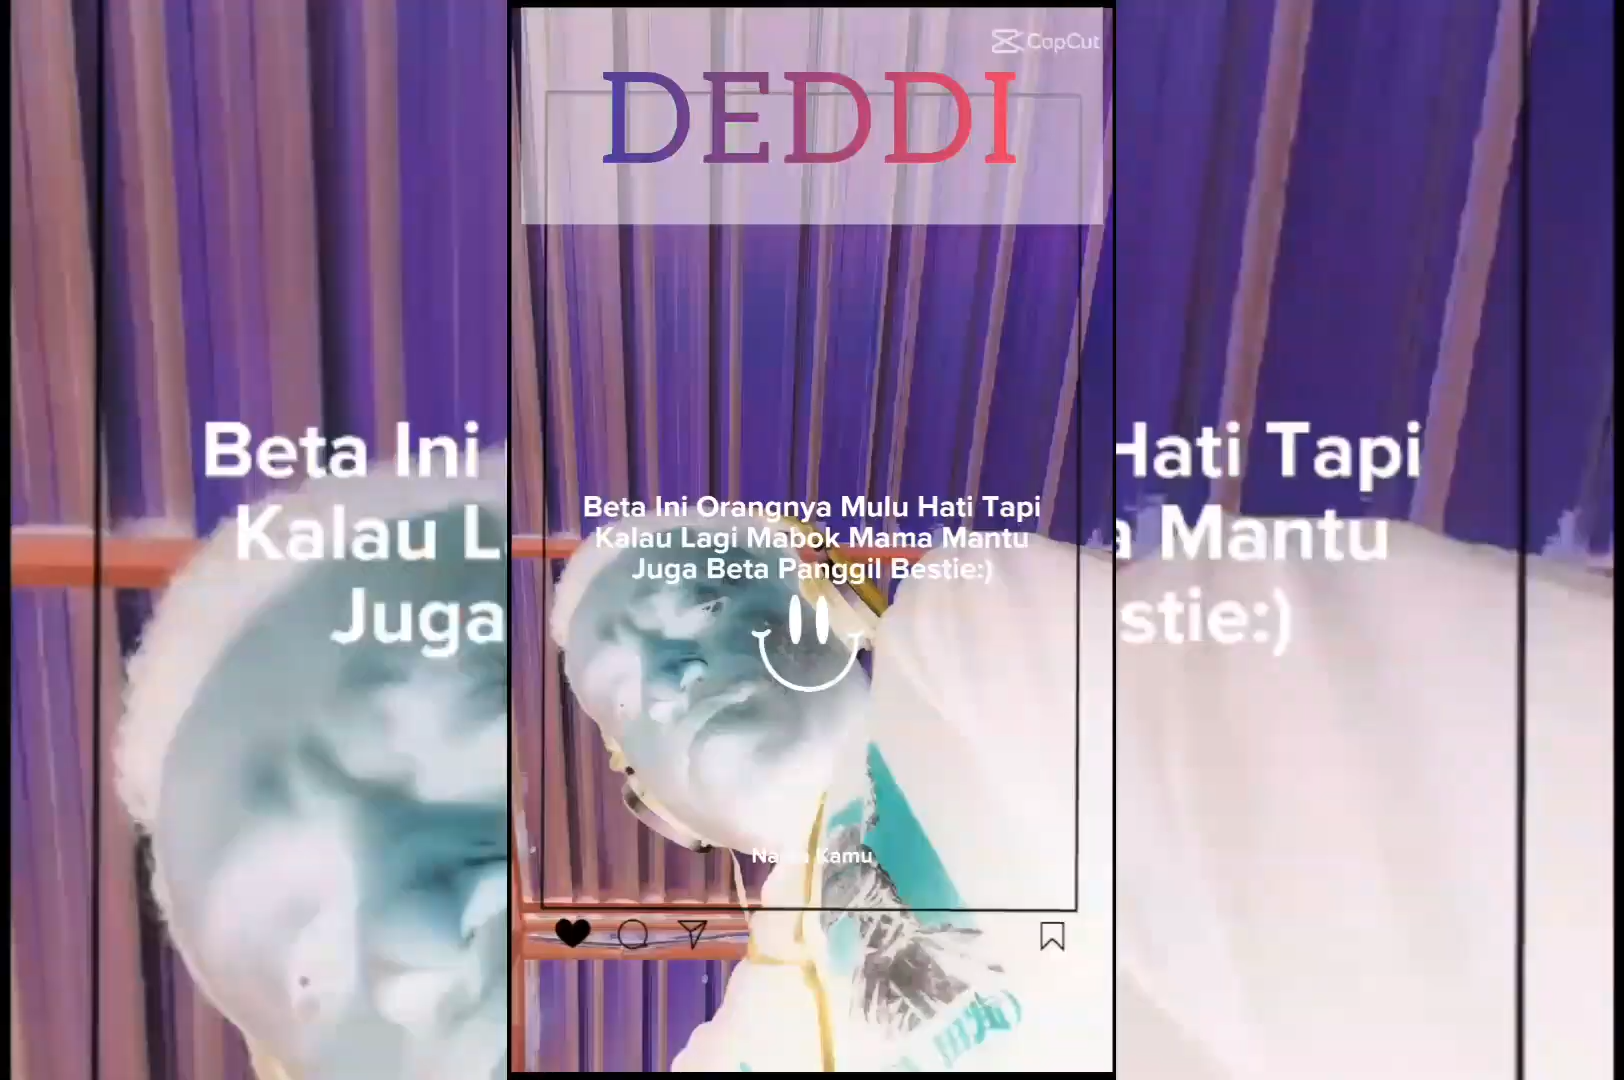 CapCut
DEDDI
Beta Ini Orangnya Mulu Hati Tapi
Kalau Lagi Mabok Mama Mantu
Juga Beta Panggil Bestie:)
Nama Kamu
Beta Ini
Hati Tapi
Kalau L
Mantu
Juga
stie:)